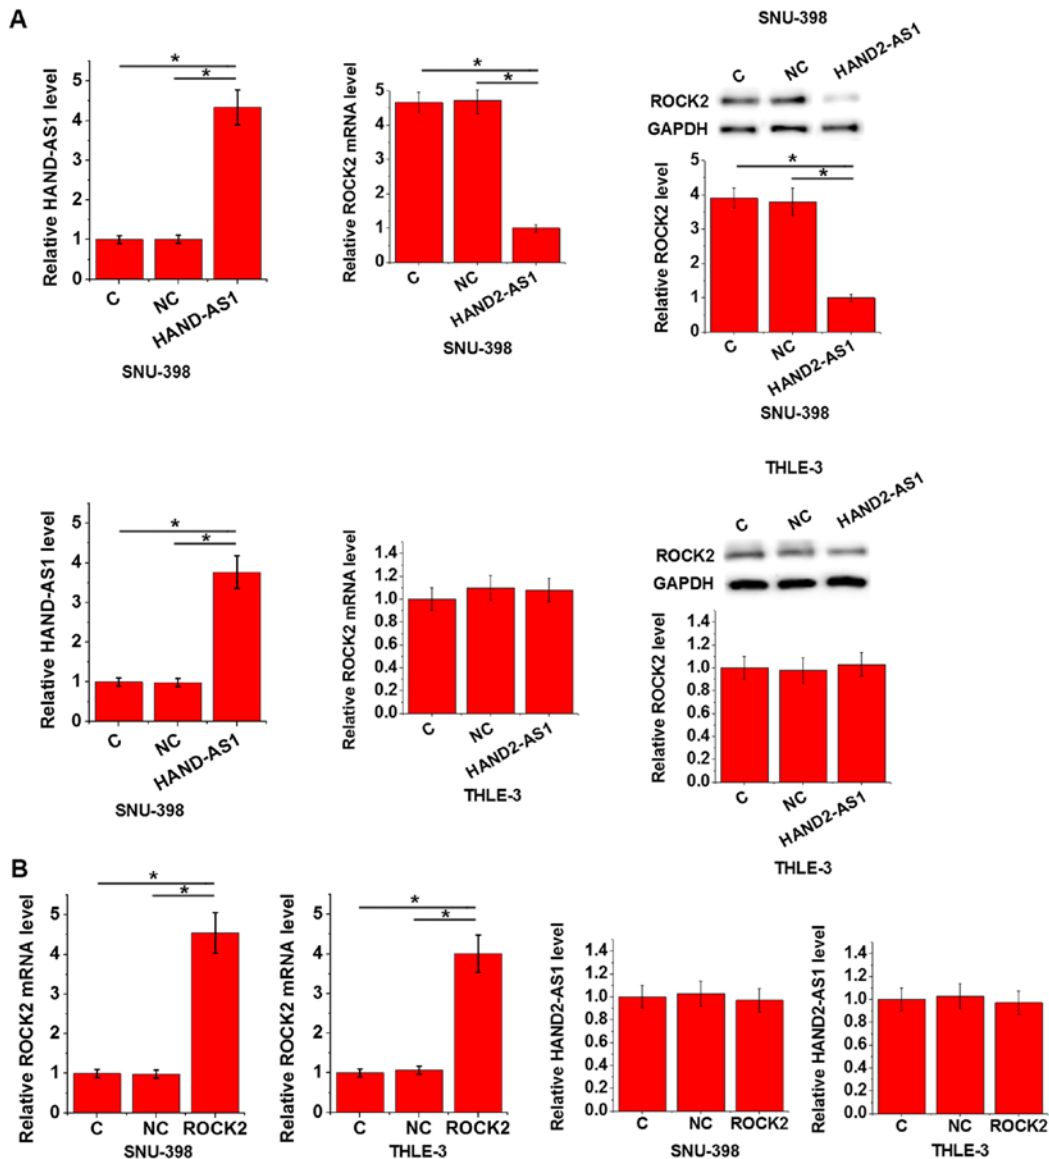 A
Relative HAND-AS1 level
5
4
3
2
1
0
*
*
C
NC
HAND-AS1
SNU-398
Relative ROCK2 mRNA level
5
4
3
2
1
0
*
*
C
NC
HAND2-AS1
SNU-398
SNU-398
C
NC
HAND2-AS1
ROCK2
GAPDH
Relative ROCK2 level
5
4
3
2
1
0
*
*
C
NC
HAND2-AS1
SNU-398
Relative HAND-AS1 level
5
4
3
2
1
0
*
*
C
NC
HAND-AS1
SNU-398
Relative ROCK2 mRNA level
1.4
1.2
1.0
0.8
0.6
0.4
0.2
0.0
C
NC
HAND2-AS1
THLE-3
THLE-3
C
NC
HAND2-AS1
ROCK2
GAPDH
Relative ROCK2 level
1.4
1.2
1.0
0.8
0.6
0.4
0.2
0.0
C
NC
HAND2-AS1
THLE-3
B
Relative ROCK2 mRNA level
5
4
3
2
1
0
*
*
C NC ROCK2
SNU-398
Relative ROCK2 mRNA level
5
4
3
2
1
0
*
*
C NC ROCK2
THLE-3
Relative HAND2-AS1 level
1.4
1.2
1.0
0.8
0.6
0.4
0.2
0.0
C NC ROCK2
SNU-398
Relative HAND2-AS1 level
1.4
1.2
1.0
0.8
0.6
0.4
0.2
0.0
C NC ROCK2
THLE-3